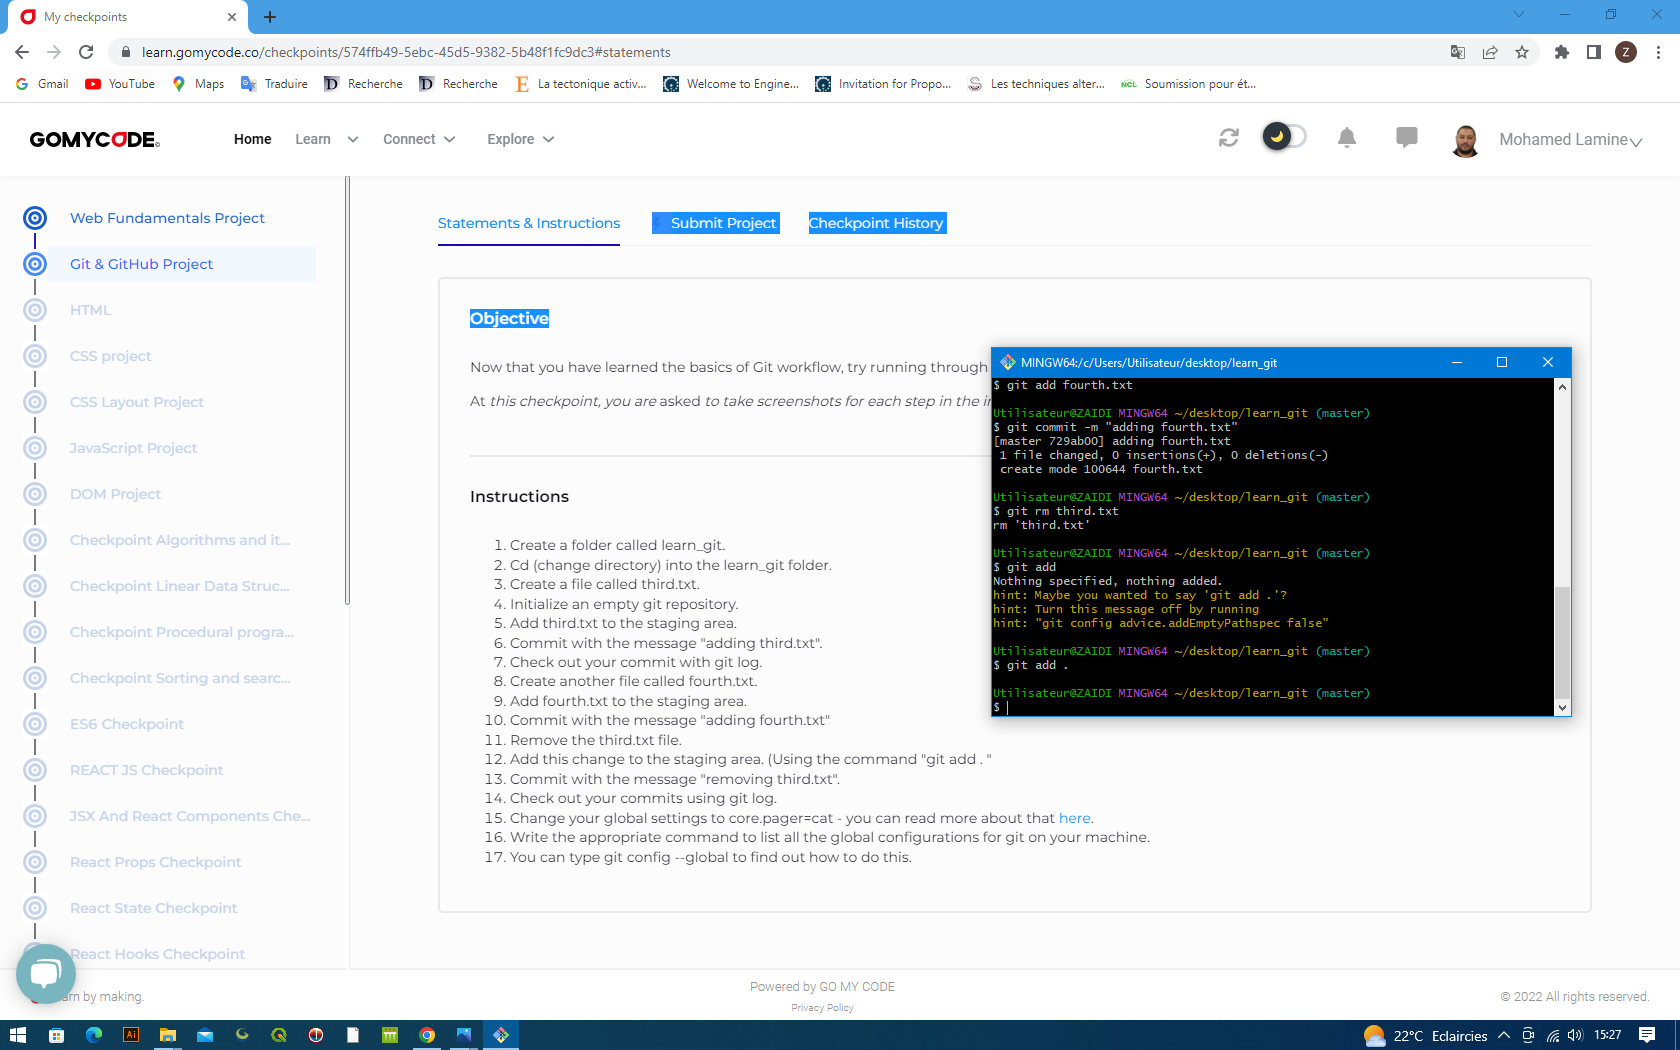 My checkpoints
learn.gomycode.co/checkpoints/574ffb49-5ebc-45d5-9382-5b48f1fc9dc3#statements
Z
Gmail YouTube Maps Traduire Recherche Recherche La tectonique activ... Welcome to Engine... Invitation for Propo... Les techniques alter... NCL Soumission pour ét...
GOMYCODE Home Learn Connect Explore Mohamed Lamine
Web Fundamentals Project
Git & GitHub Project
HTML
CSS project
CSS Layout Project
JavaScript Project
DOM Project
Checkpoint Algorithms and it...
Checkpoint Linear Data Struc...
Checkpoint Procedural progra...
Checkpoint Sorting and searc...
ES6 Checkpoint
REACT JS Checkpoint
JSX And React Components Che...
React Props Checkpoint
React State Checkpoint
React Hooks Checkpoint
Statements & Instructions Submit Project Checkpoint History
Objective
Now that you have learned the basics of Git workflow, try running through
At this checkpoint, you are asked to take screenshots for each step in the in
Instructions
1. Create a folder called learn_git.
2. Cd (change directory) into the learn_git folder.
3. Create a file called third.txt.
4. Initialize an empty git repository.
5. Add third.txt to the staging area.
6. Commit with the message "adding third.txt".
7. Check out your commit with git log.
8. Create another file called fourth.txt.
9. Add fourth.txt to the staging area.
10. Commit with the message "adding fourth.txt"
11. Remove the third.txt file.
12. Add this change to the staging area. (Using the command "git add . "
13. Commit with the message "removing third.txt".
14. Check out your commits using git log.
15. Change your global settings to core.pager=cat - you can read more about that here.
16. Write the appropriate command to list all the global configurations for git on your machine.
17. You can type git config --global to find out how to do this.
MINGW64:/c/Users/Utilisateur/desktop/learn_git
$ git add fourth.txt
Utilisateur@ZAIDI MINGW64 ~/desktop/learn_git (master)
$ git commit -m "adding fourth.txt"
[master 729ab00] adding fourth.txt
1 file changed, 0 insertions(+), 0 deletions(-)
create mode 100644 fourth.txt
Utilisateur@ZAIDI MINGW64 ~/desktop/learn_git (master)
$ git rm third.txt
rm 'third.txt'
Utilisateur@ZAIDI MINGW64 ~/desktop/learn_git (master)
$ git add
Nothing specified, nothing added.
hint: Maybe you wanted to say 'git add .'?
hint: Turn this message off by running
hint: "git config advice.addEmptyPathspec false"
Utilisateur@ZAIDI MINGW64 ~/desktop/learn_git (master)
$ git add .
Utilisateur@ZAIDI MINGW64 ~/desktop/learn_git (master)
$
arn by making.
Powered by GO MY CODE
Privacy Policy
© 2022 All rights reserved.
Ai
22°C Eclaircies 15:27